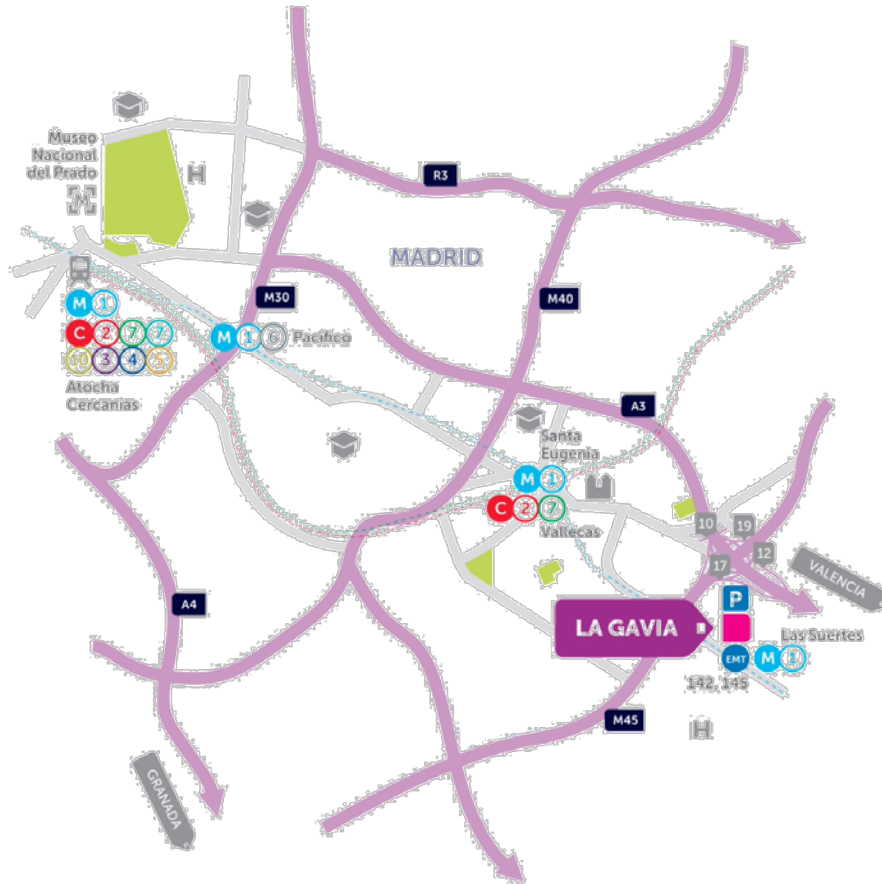 Museo
Nacional
del Prado
M
H
R3
MADRID
M30
M40
M 1
C 2 7 7
10 3 4 5
Atocha
Cercanias
M 1 6 Pacifico
A3
Santa
Eugenia
M 1
C 2 7
Vallecas
10
19
12
17
VALENCIA
P
LA GAVIA
Las Suertes
EMT M 1
142, 145
A4
M45
H
GRANADA